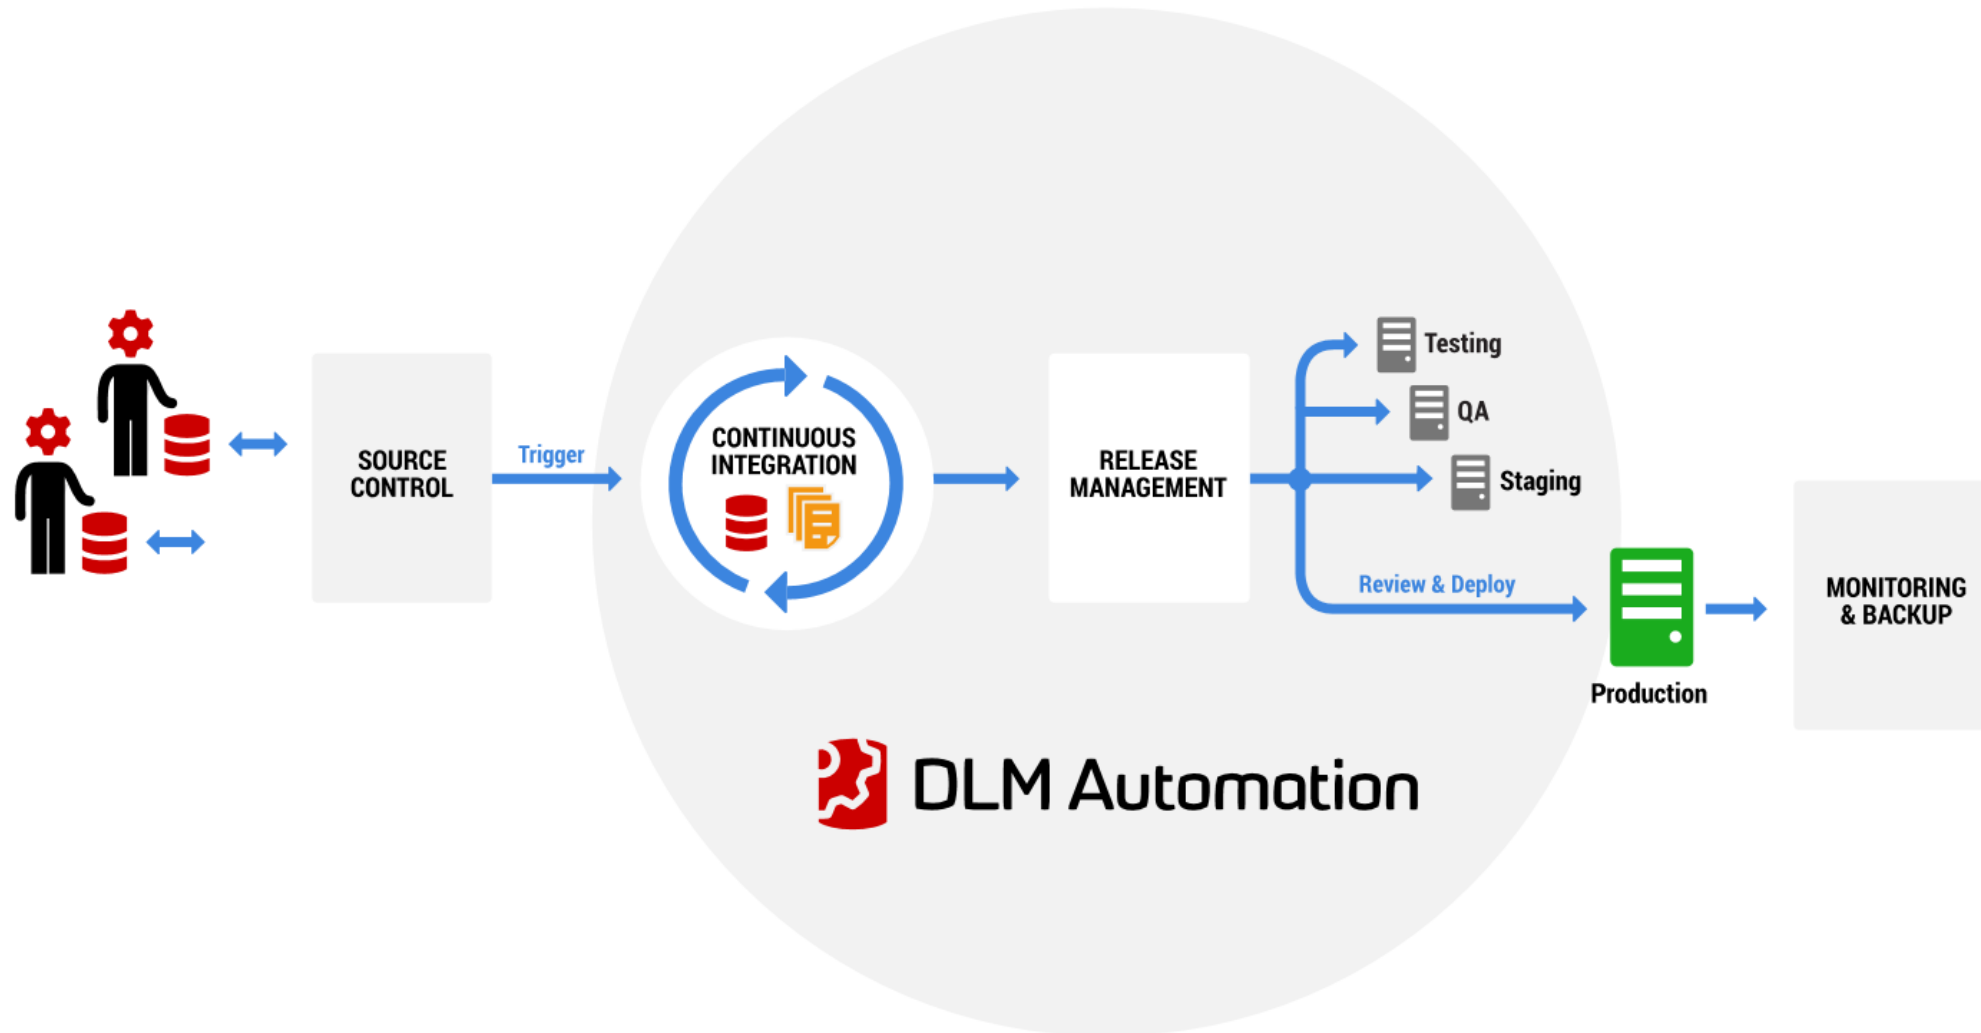 SOURCE
CONTROL
Trigger
CONTINUOUS
INTEGRATION
RELEASE
MANAGEMENT
Testing
QA
Staging
Review & Deploy
Production
MONITORING
& BACKUP
DLM Automation